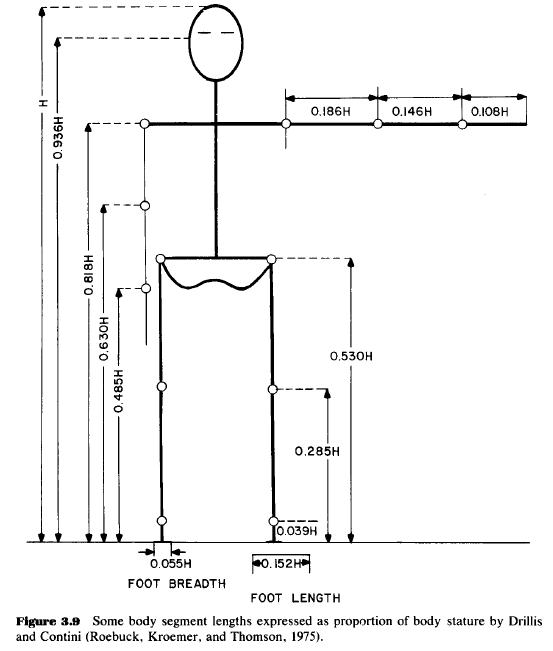 H
0.936H
0.818H
0.630H
0.485H
0.186H
0.146H
0.108H
0.530H
0.285H
0.039H
0.055H
0.152H
FOOT BREADTH
FOOT LENGTH
Figure 3.9 Some body segment lengths expressed as proportion of body stature by Drillis
and Contini (Roebuck, Kroemer, and Thomson, 1975).